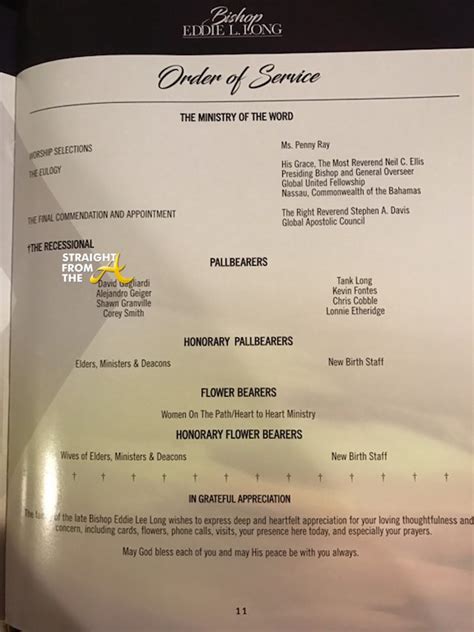 Bishop
EDDIE L. LONG
Order of Service
THE MINISTRY OF THE WORD
WORSHIP SELECTIONS
Ms. Penny Ray
THE EULOGY
His Grace, The Most Reverend Neil C. Ellis
Presiding Bishop and General Overseer
Global United Fellowship
Nassau, Commonwealth of the Bahamas
THE FINAL COMMENDATION AND APPOINTMENT
The Right Reverend Stephen A. Davis
Global Apostolic Council
†THE RECESSIONAL
STRAIGHT
FROM
THE A
PALLBEARERS
David Gagliardi
Alejandro Geiger
Shawn Granville
Corey Smith
Tank Long
Kevin Fontes
Chris Cobble
Lonnie Etheridge
HONORARY PALLBEARERS
Elders, Ministers & Deacons
New Birth Staff
FLOWER BEARERS
Women On The Path/Heart to Heart Ministry
HONORARY FLOWER BEARERS
Wives of Elders, Ministers & Deacons
New Birth Staff
† † † † † † † † † † † † †
IN GRATEFUL APPRECIATION
The family of the late Bishop Eddie Lee Long wishes to express deep and heartfelt appreciation for your loving thoughtfulness and
concern, including cards, flowers, phone calls, visits, your presence here today, and especially your prayers.
May God bless each of you and may His peace be with you always.
11